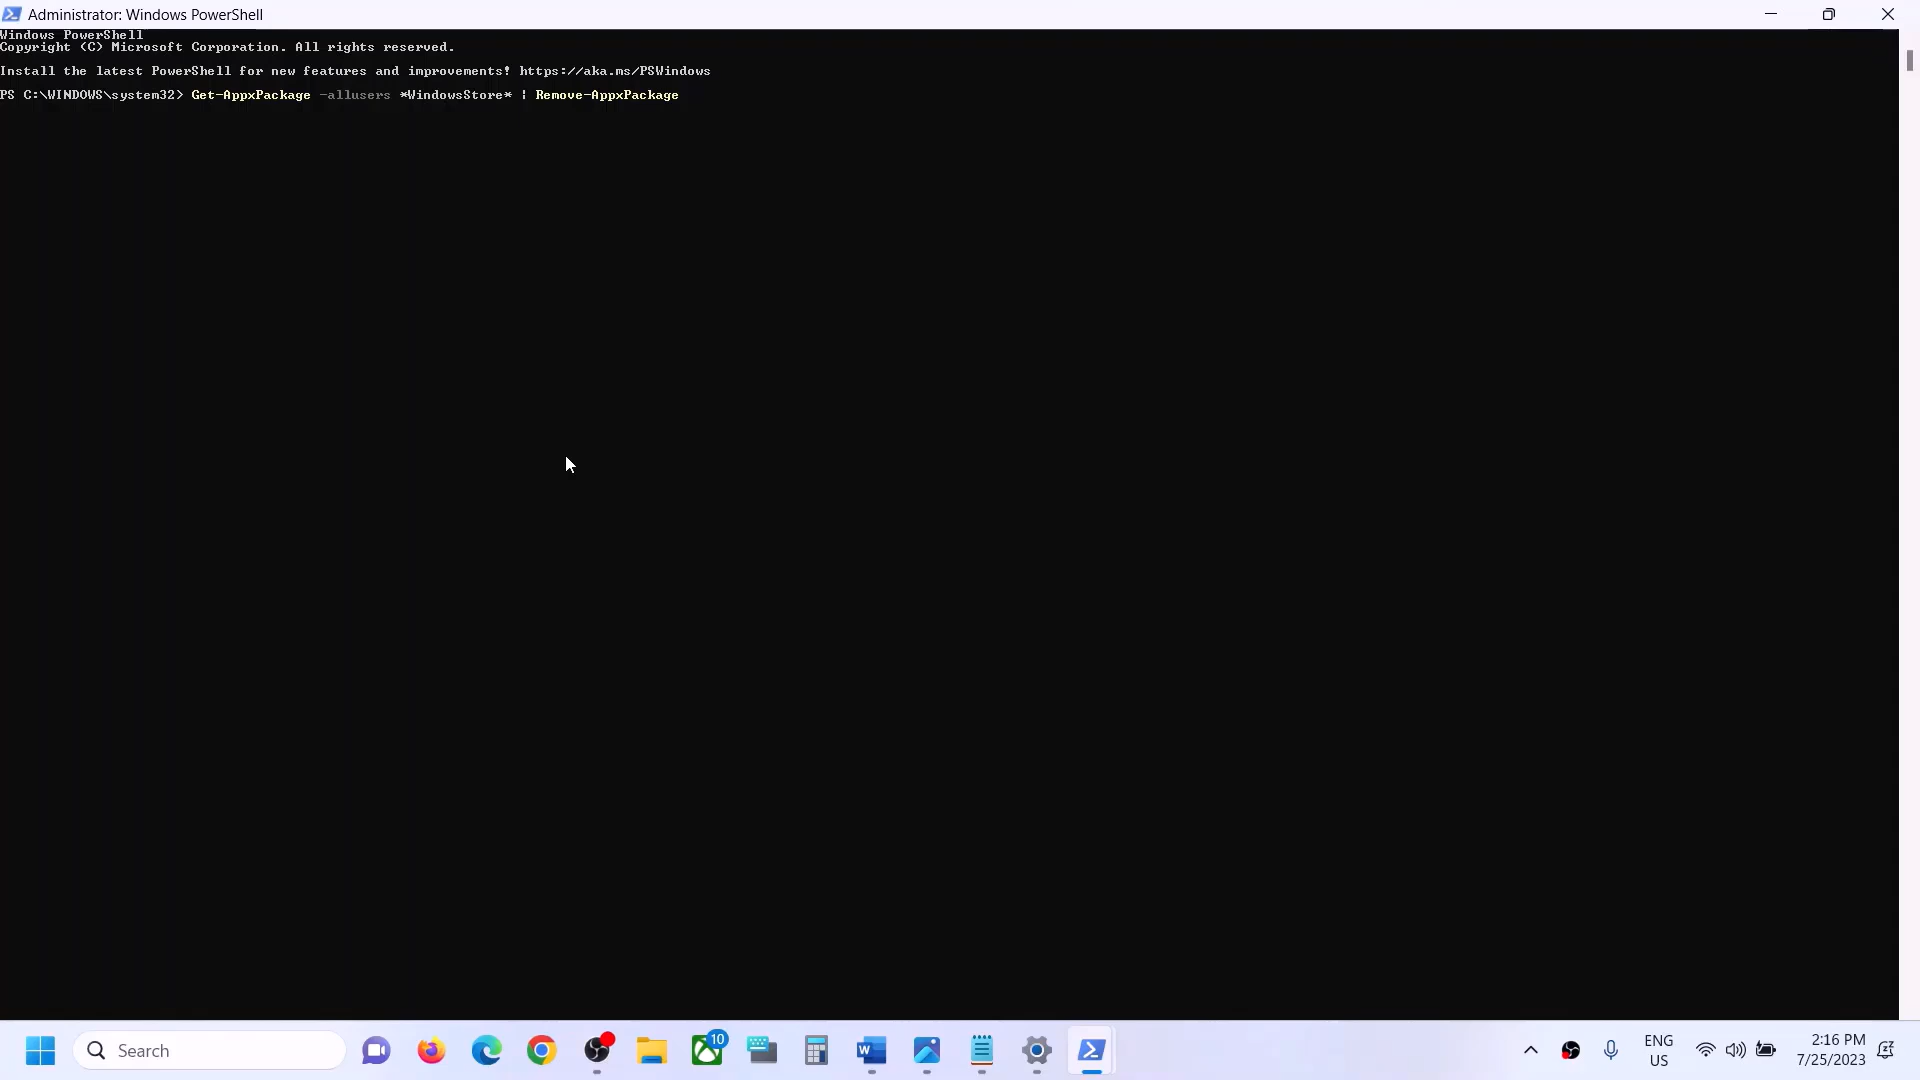 Administrator: Windows PowerShell
Windows PowerShell
Copyright (C) Microsoft Corporation. All rights reserved.
Install the latest PowerShell for new features and improvements! https://aka.ms/PSWindows
PS C:\WINDOWS\system32> Get-AppxPackage -allusers *WindowsStore* | Remove-AppxPackage
Search
10
W
ENG
US
2:16 PM
7/25/2023